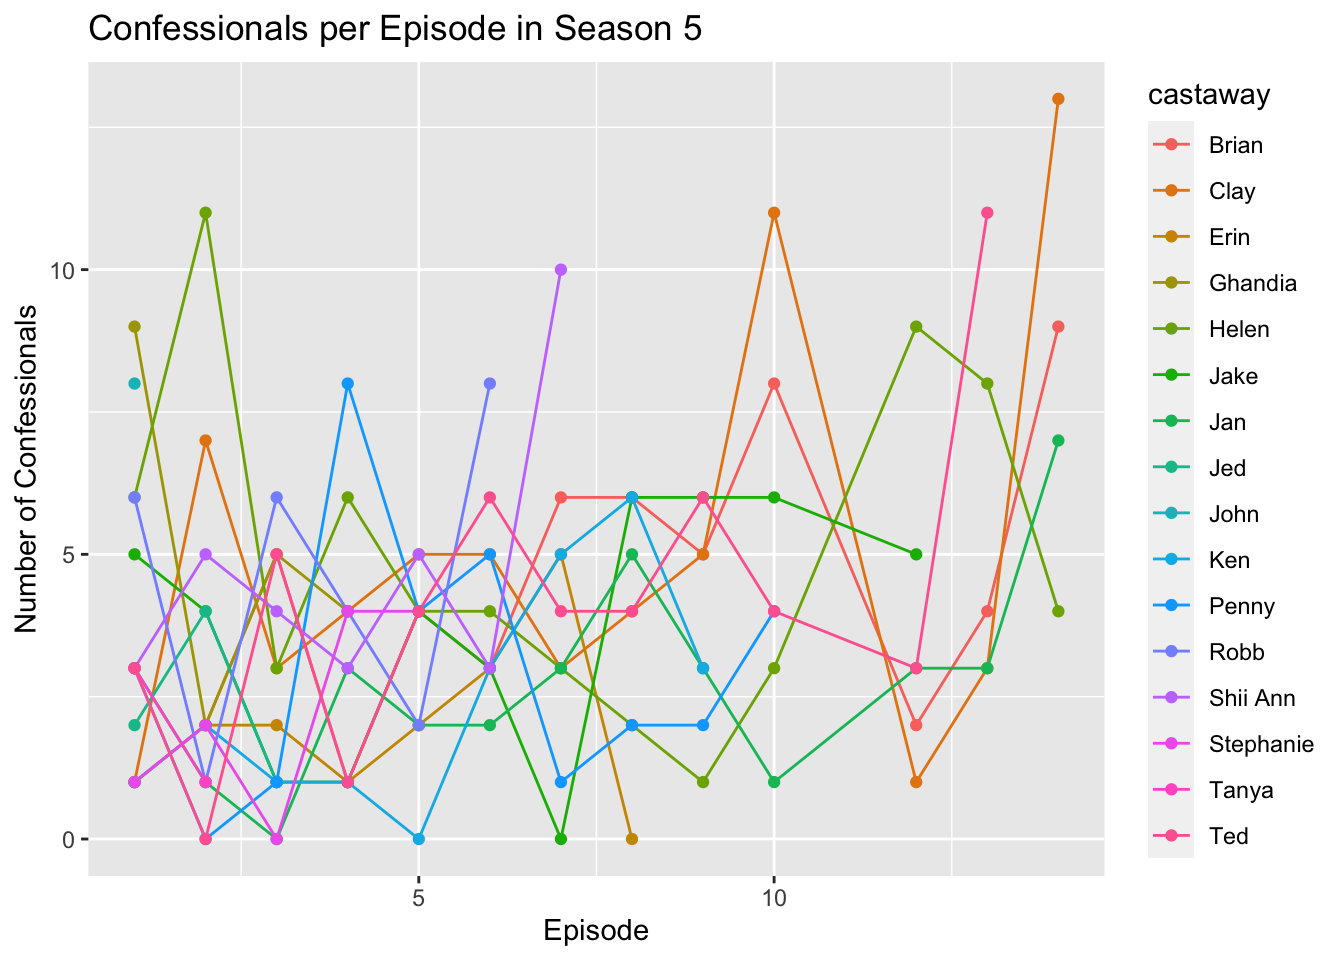 Confessionals per Episode in Season 5
Number of Confessionals
10
5
0
5
10
Episode
castaway
Brian
Clay
Erin
Ghandia
Helen
Jake
Jan
Jed
John
Ken
Penny
Robb
Shii Ann
Stephanie
Tanya
Ted